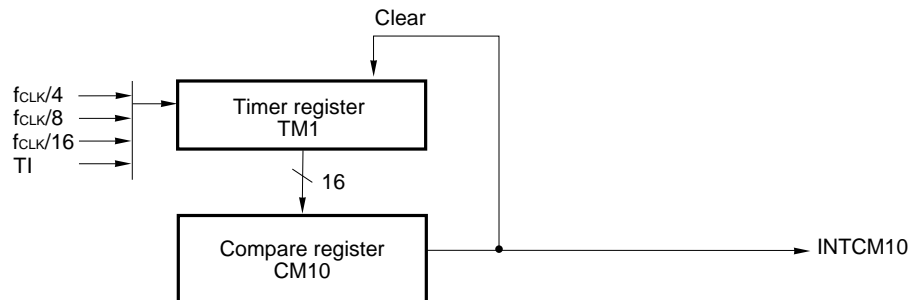 Clear
fCLK/4
fCLK/8
fCLK/16
TI
Timer register
TM1
16
Compare register
CM10
INTCM10